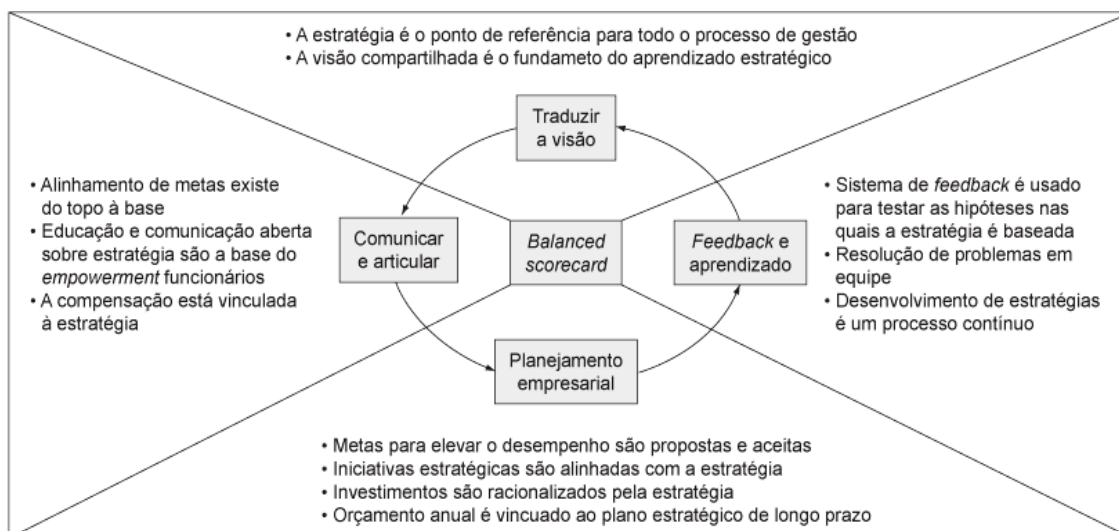 • A estratégia é o ponto de referência para todo o processo de gestão
• A visão compartilhada é o fundameto do aprendizado estratégico
Traduzir
a visão
• Alinhamento de metas existe
do topo à base
• Educação e comunicação aberta
sobre estratégia são a base do
empowerment funcionários
• A compensação está vinculada
à estratégia
Comunicar
e articular
Balanced
scorecard
Feedback e
aprendizado
• Sistema de feedback é usado
para testar as hipóteses nas
quais a estratégia é baseada
• Resolução de problemas em
equipe
• Desenvolvimento de estratégias
é um processo contínuo
Planejamento
empresarial
• Metas para elevar o desempenho são propostas e aceitas
• Iniciativas estratégicas são alinhadas com a estratégia
• Investimentos são racionalizados pela estratégia
• Orçamento anual é vincuado ao plano estratégico de longo prazo